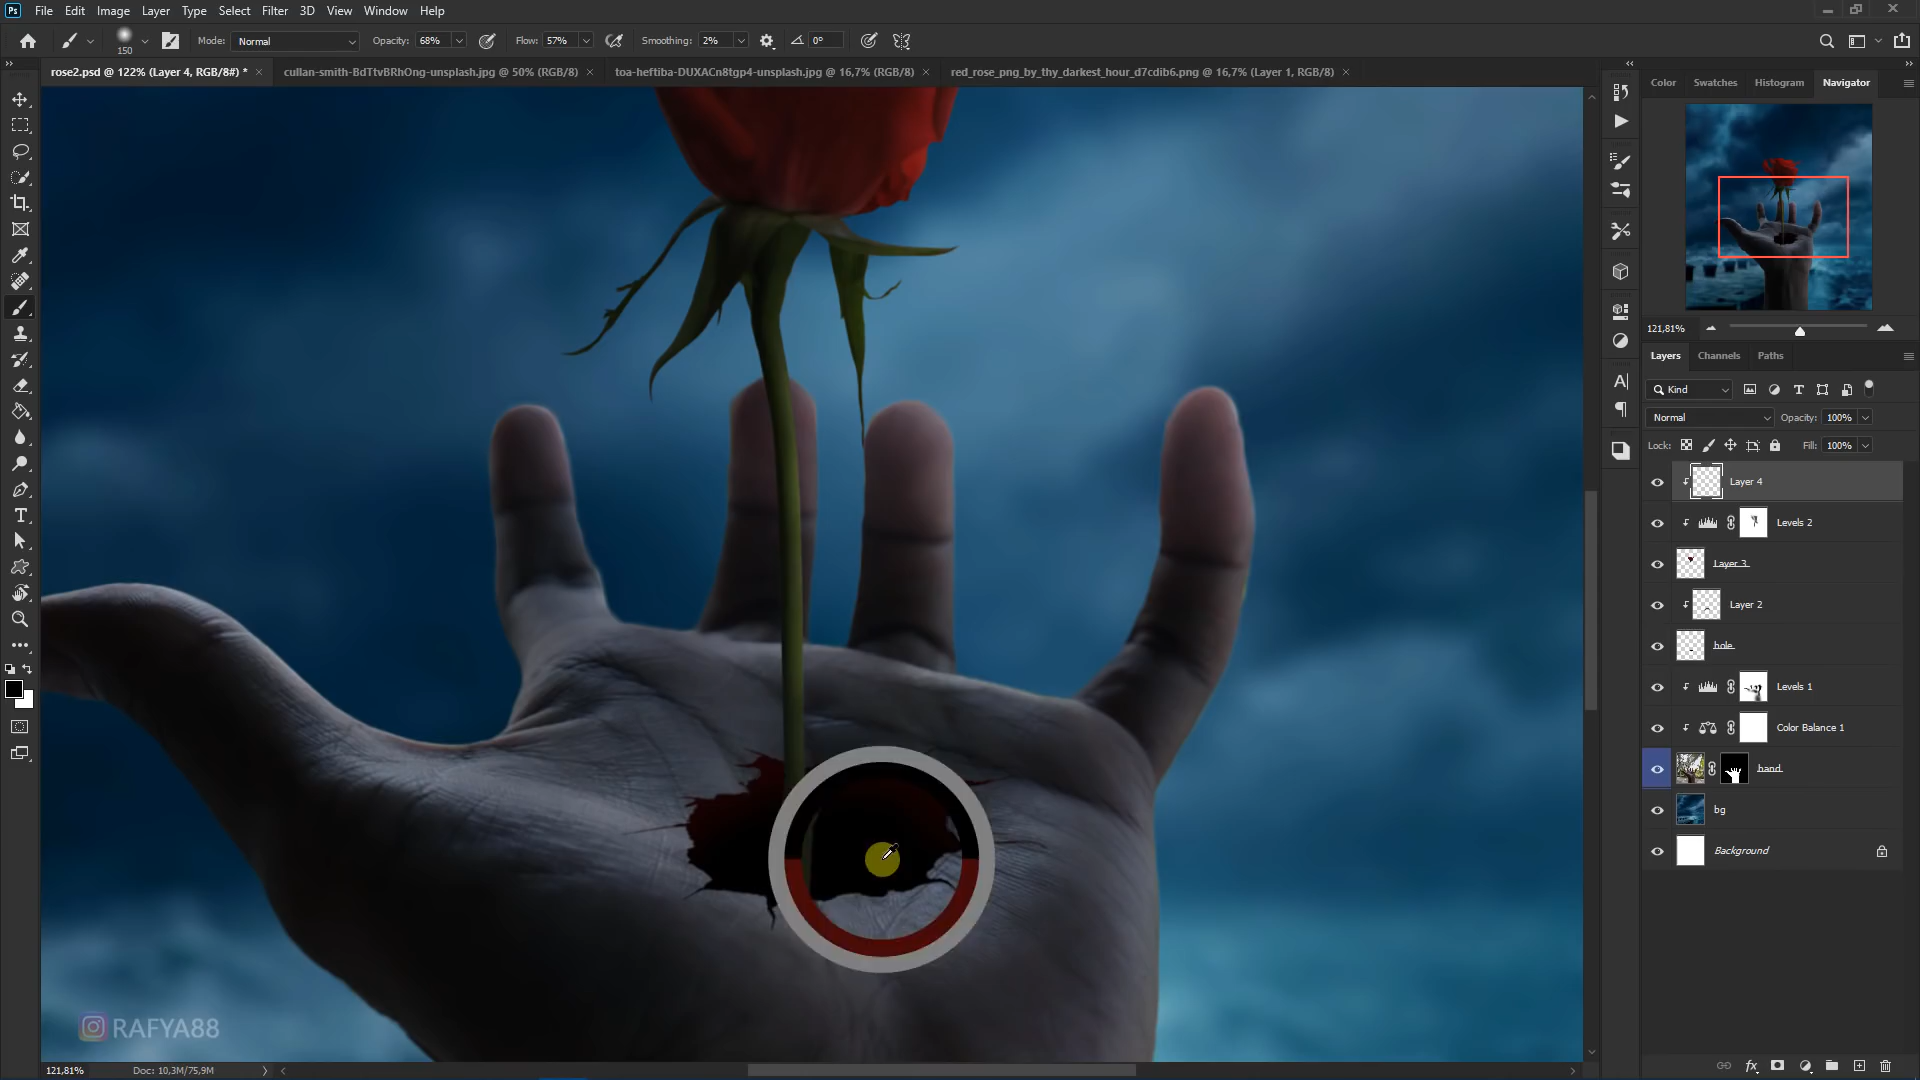 Ps File Edit Image Layer Type Select Filter 3D View Window Help
150 Mode: Normal Opacity: 68% Flow: 57% Smoothing: 2% 0°
rose2.psd @ 122% (Layer 4, RGB/8#) * cullan-smith-BdTtvBRhOng-unsplash.jpg @ 50% (RGB/8) toa-heftiba-DUXACn8tgp4-unsplash.jpg @ 16,7% (RGB/8) red_rose_png_by_thy_darkest_hour_d7cdib6.png @ 16,7% (Layer 1, RGB/8)
Color Swatches Histogram Navigator
121,81%
Layers Channels Paths
Kind
Normal Opacity: 100%
Lock: Fill: 100%
Layer 4
Levels 2
Layer 3
Layer 2
hole
Levels 1
Color Balance 1
hand
bg
Background
RAFYA88
121,81% Doc: 10,3M/75,9M